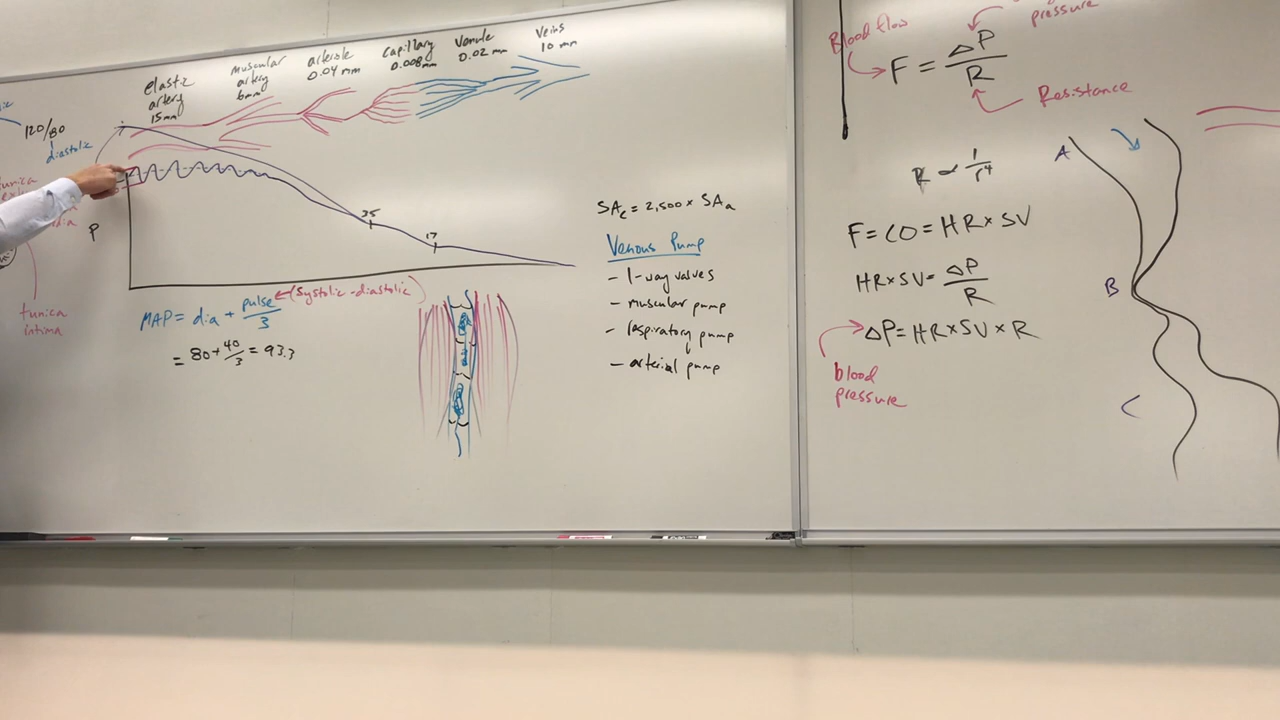 elastic
artery
15mm
muscular
artery
6mm
arteriole
0.04 mm
capillary
0.008mm
venule
0.02 mm
veins
10 mm
120/80
diastolic
tunica
intima
P
35
17
MAP = dia + pulse/3 ← (systolic-diastolic)
= 80+40/3 = 93.3
SAc = 2,500 × SAa
Venous Pump
- 1-way valves
- muscular pump
- respiratory pump
- arterial pump
Blood flow
pressure
F = ΔP/R
Resistance
R ∝ 1/r⁴
F = CO = HR × SV
HR × SV = ΔP/R
ΔP = HR × SV × R
blood
pressure
A
B
C